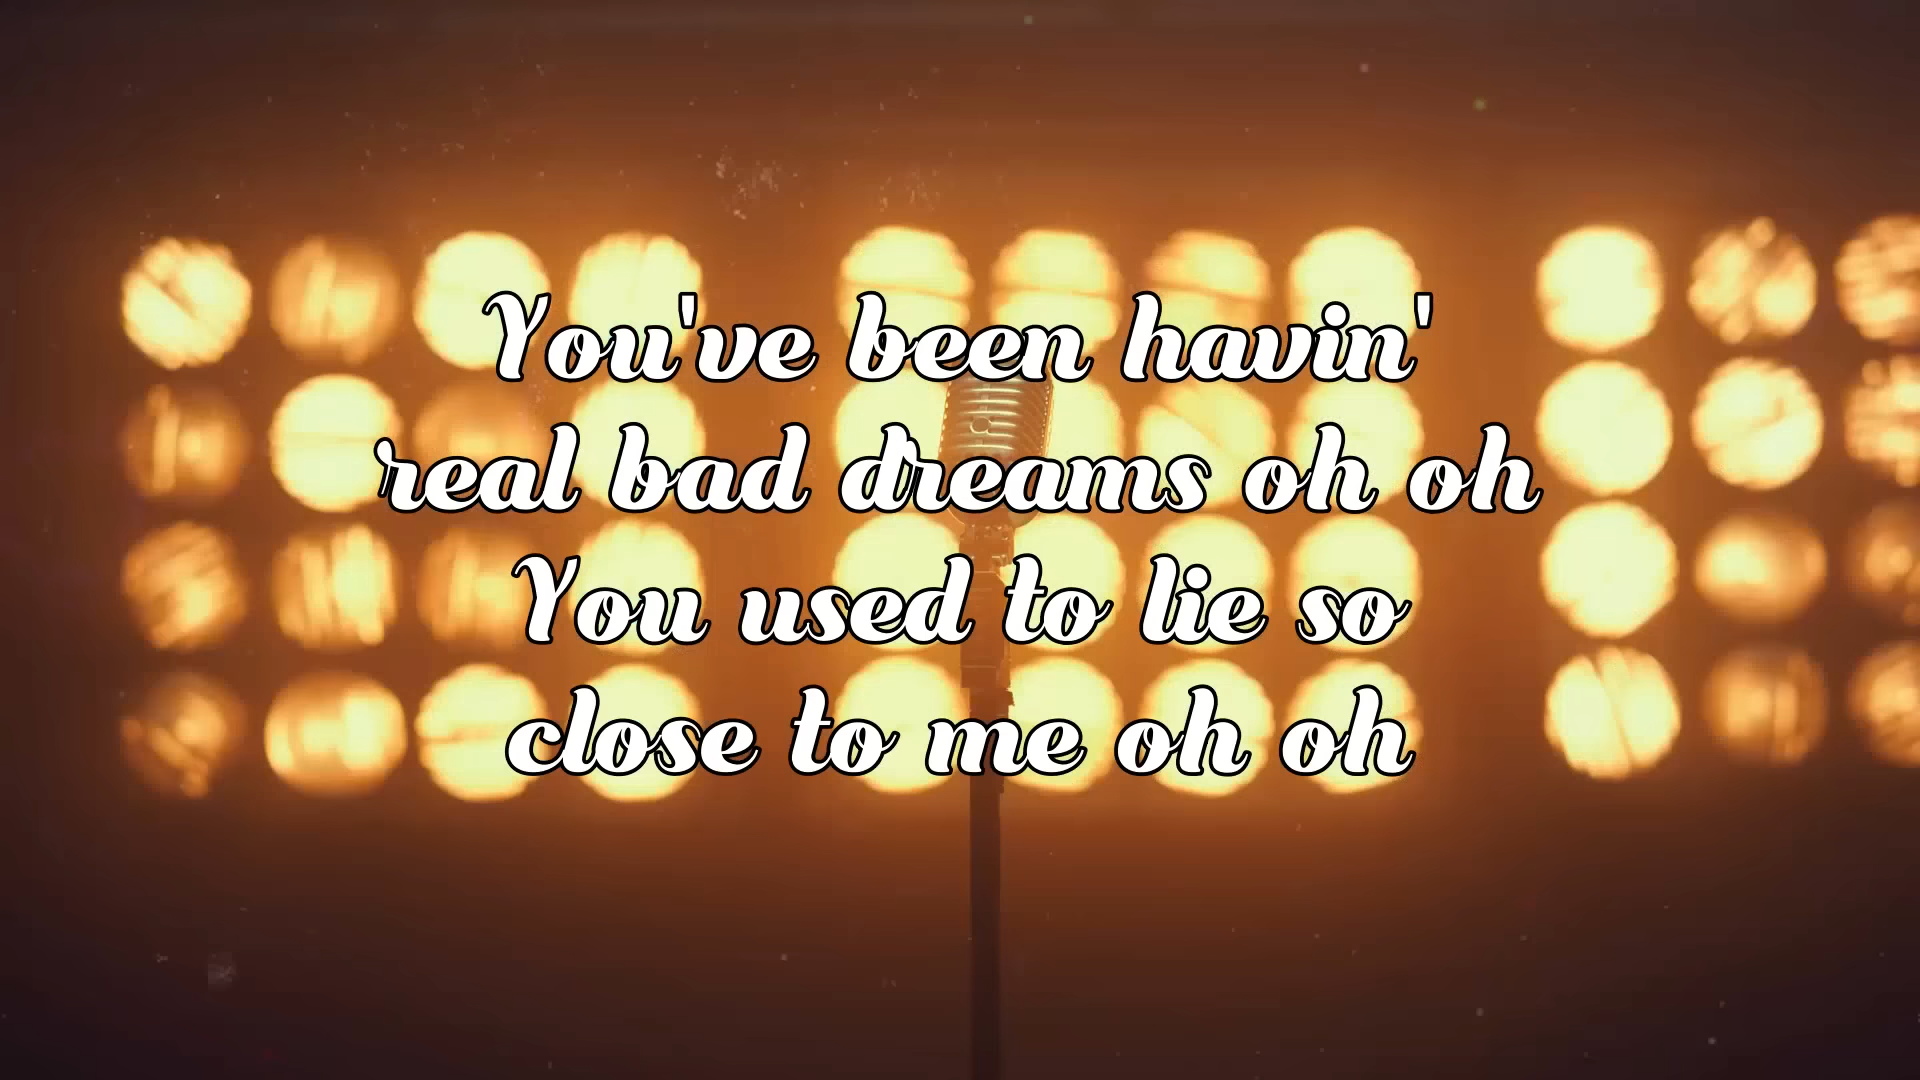 You've been havin'
real bad dreams oh oh
You used to lie so
close to me oh oh